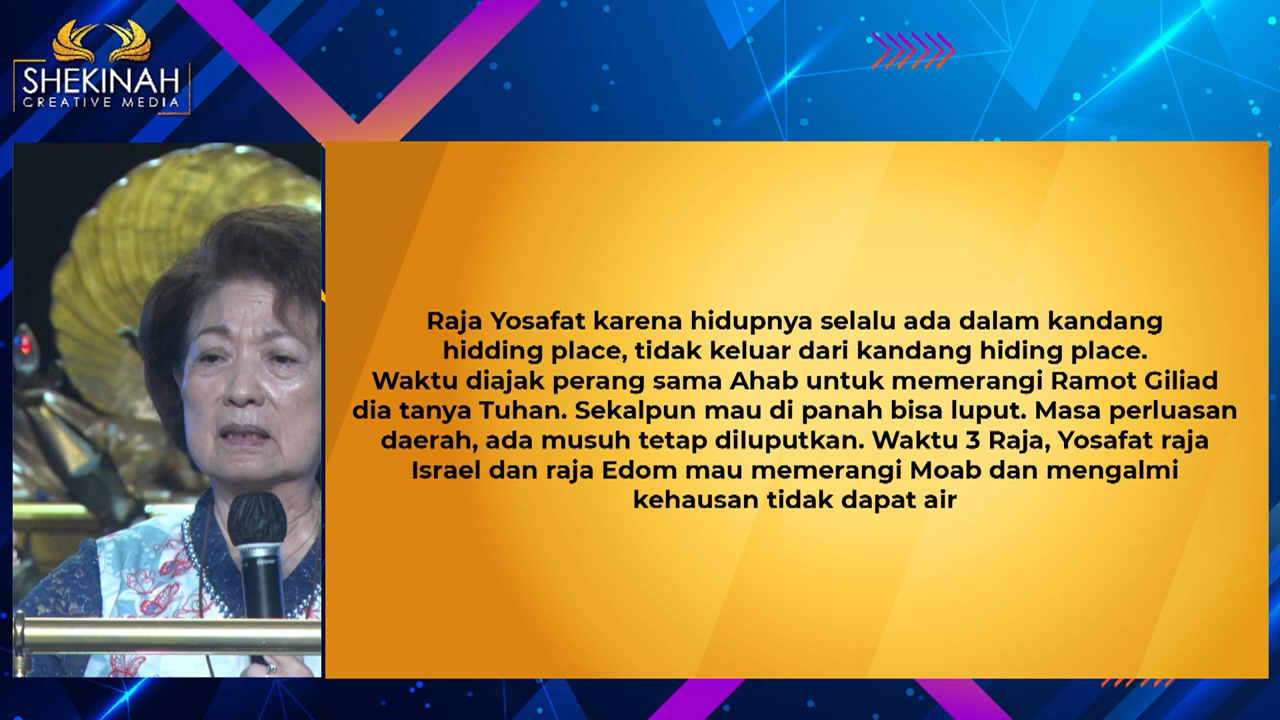 SHEKINAH
CREATIVE MEDIA
Raja Yosafat karena hidupnya selalu ada dalam kandang
hidding place, tidak keluar dari kandang hiding place.
Waktu diajak perang sama Ahab untuk memerangi Ramot Giliad
dia tanya Tuhan. Sekalpun mau di panah bisa luput. Masa perluasan
daerah, ada musuh tetap diluputkan. Waktu 3 Raja, Yosafat raja
Israel dan raja Edom mau memerangi Moab dan mengalmi
kehausan tidak dapat air